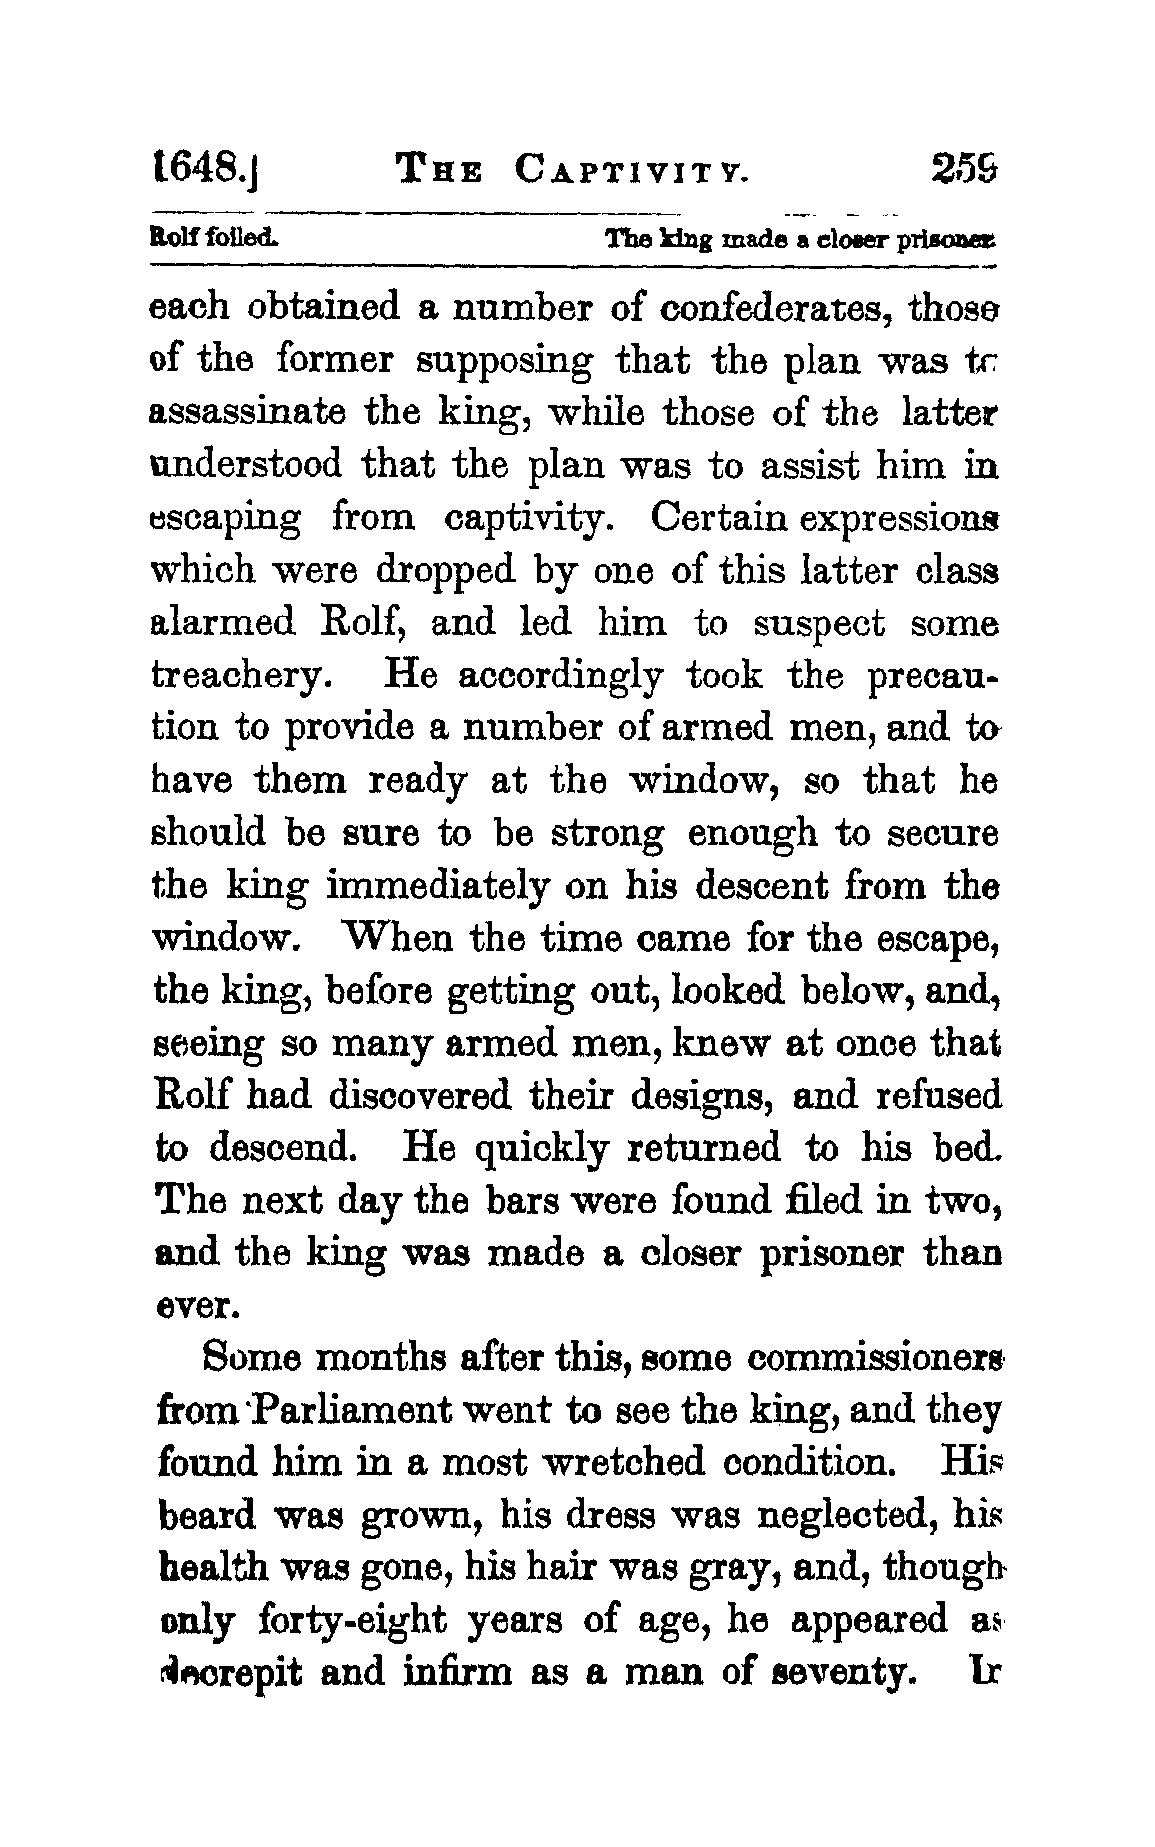 1648.] THE CAPTIVITY. 259
Rolf foiled. The king made a closer prisoner.
each obtained a number of confederates, those
of the former supposing that the plan was to
assassinate the king, while those of the latter
understood that the plan was to assist him in
escaping from captivity. Certain expressions
which were dropped by one of this latter class
alarmed Rolf, and led him to suspect some
treachery. He accordingly took the precau-
tion to provide a number of armed men, and to
have them ready at the window, so that he
should be sure to be strong enough to secure
the king immediately on his descent from the
window. When the time came for the escape,
the king, before getting out, looked below, and,
seeing so many armed men, knew at once that
Rolf had discovered their designs, and refused
to descend. He quickly returned to his bed.
The next day the bars were found filed in two,
and the king was made a closer prisoner than
ever.
Some months after this, some commissioners
from Parliament went to see the king, and they
found him in a most wretched condition. His
beard was grown, his dress was neglected, his
health was gone, his hair was gray, and, though
only forty-eight years of age, he appeared as
decrepit and infirm as a man of seventy. In